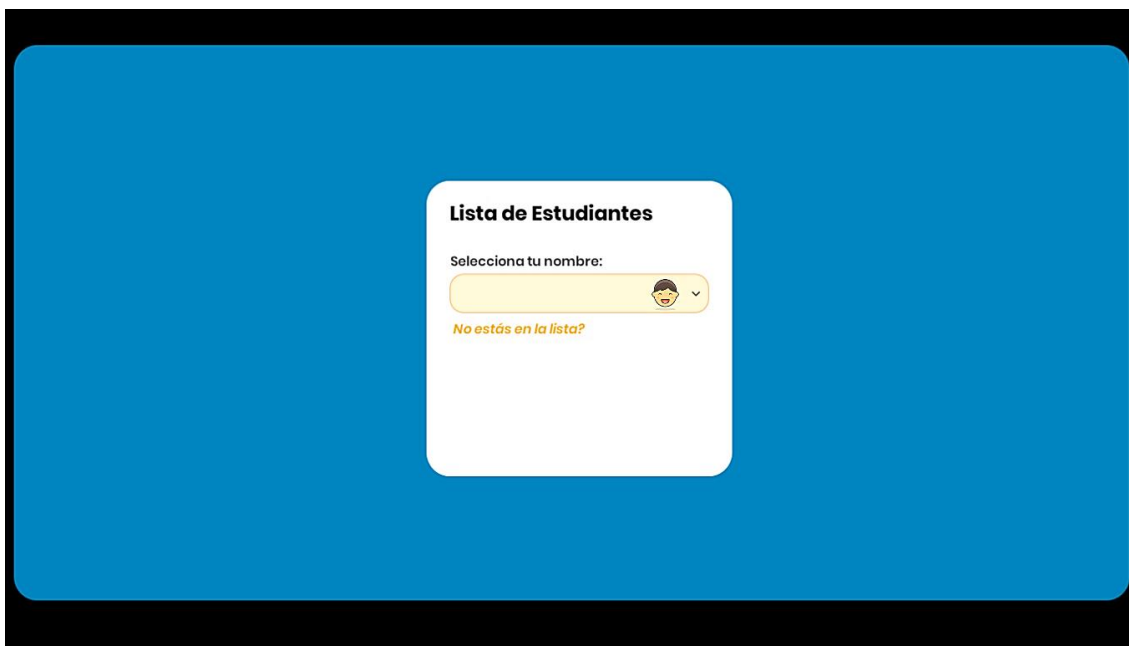 Lista de Estudiantes
Selecciona tu nombre:
No estás en la lista?